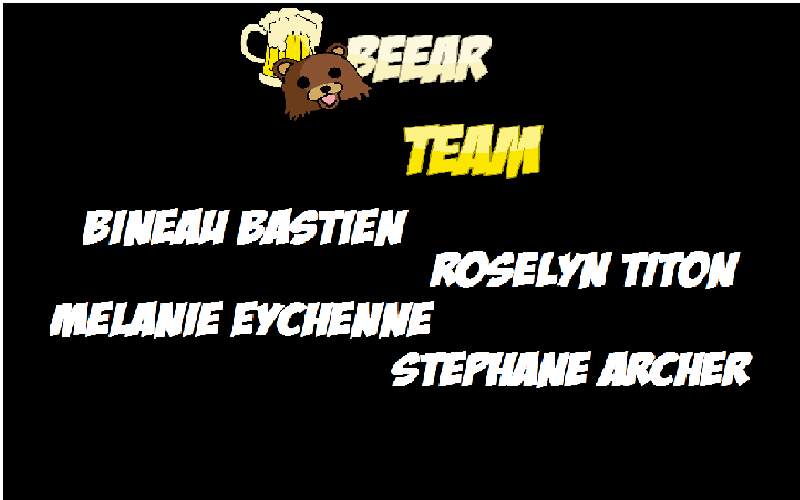 BEEAR
TEAM
BINEAU BASTIEN
ROSELYN TITON
MELANIE EYCHENNE
STEPHANE ARCHER